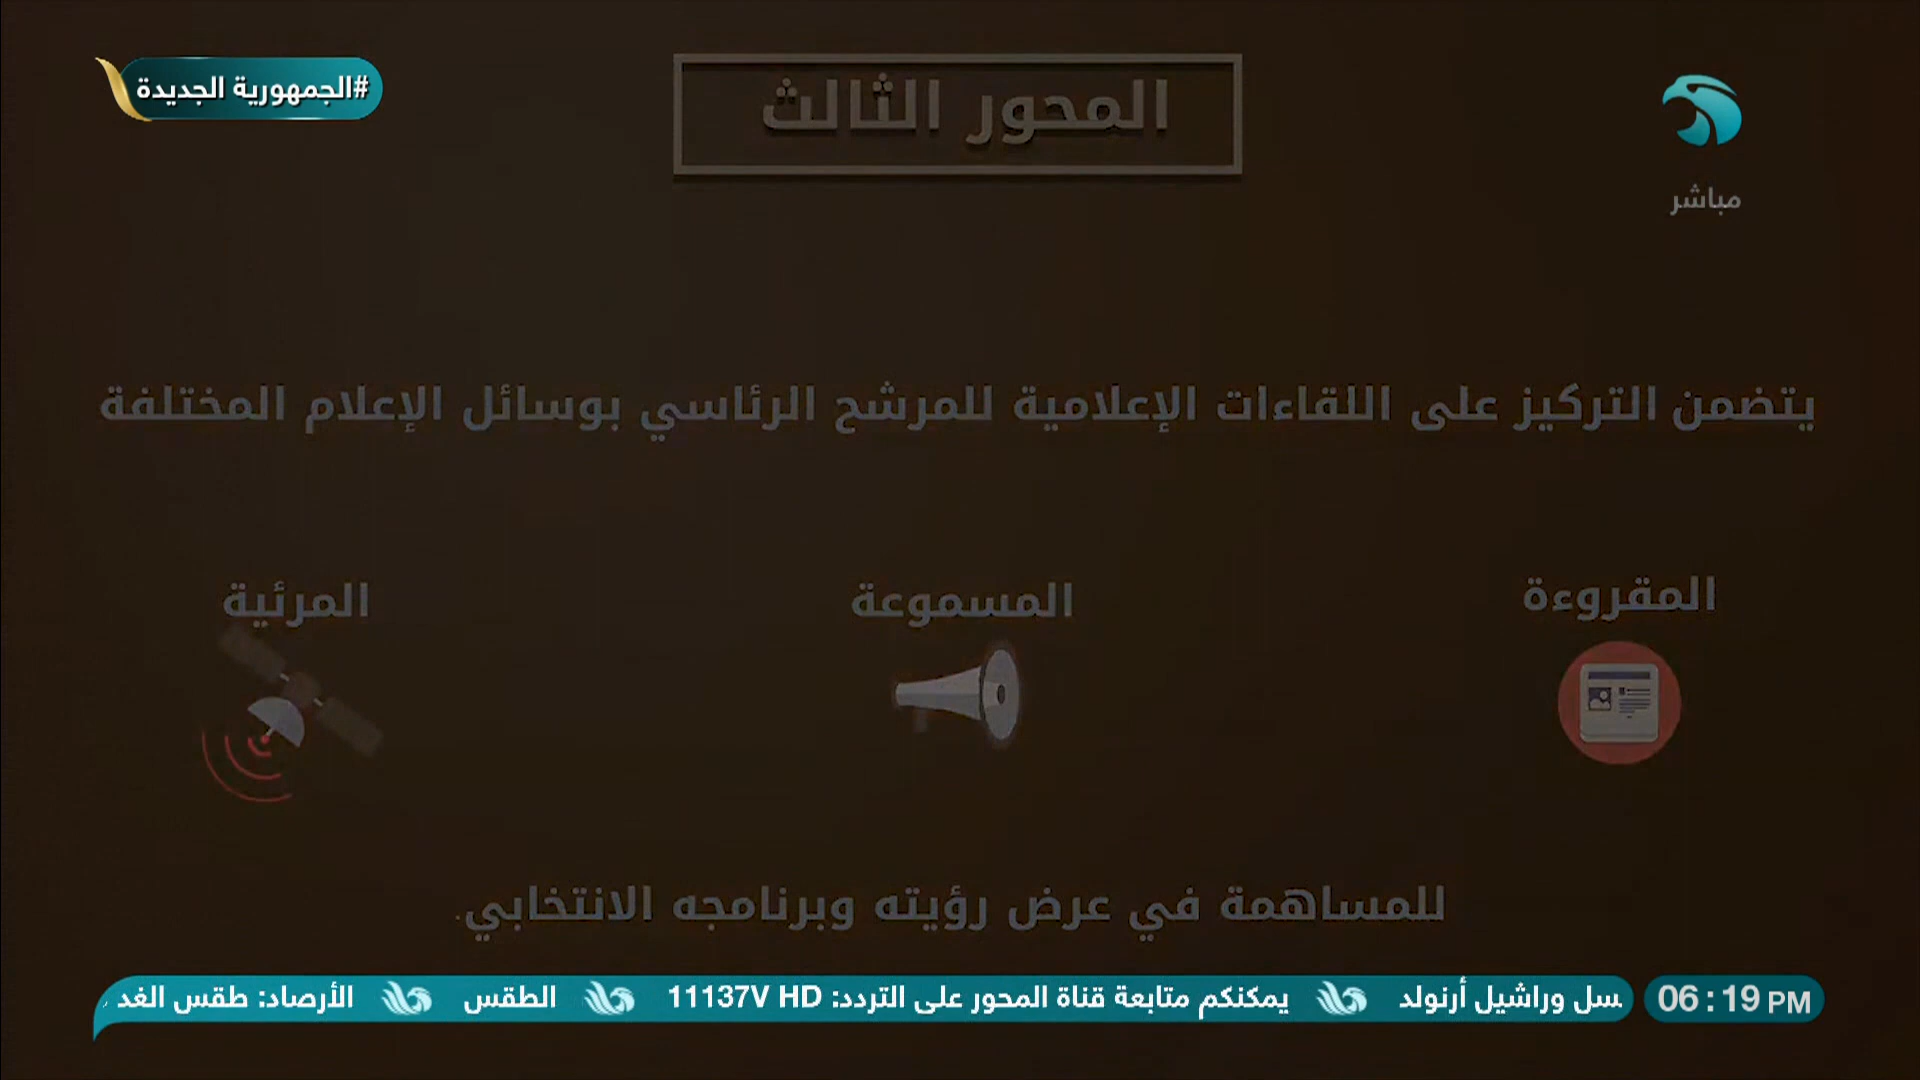 #الجمهورية الجديدة
المحور الثالث
مباشر
يتضمن التركيز على اللقاءات الإعلامية للمرشح الرئاسي بوسائل الإعلام المختلفة
المقروءة
المسموعة
المرئية
للمساهمة في عرض رؤيته وبرنامجه الانتخابي.
06:19 PM
وراشيل أرنولد
يمكنكم متابعة قناة المحور على التردد: 11137V HD
الطقس
الأرصاد: طقس الغد